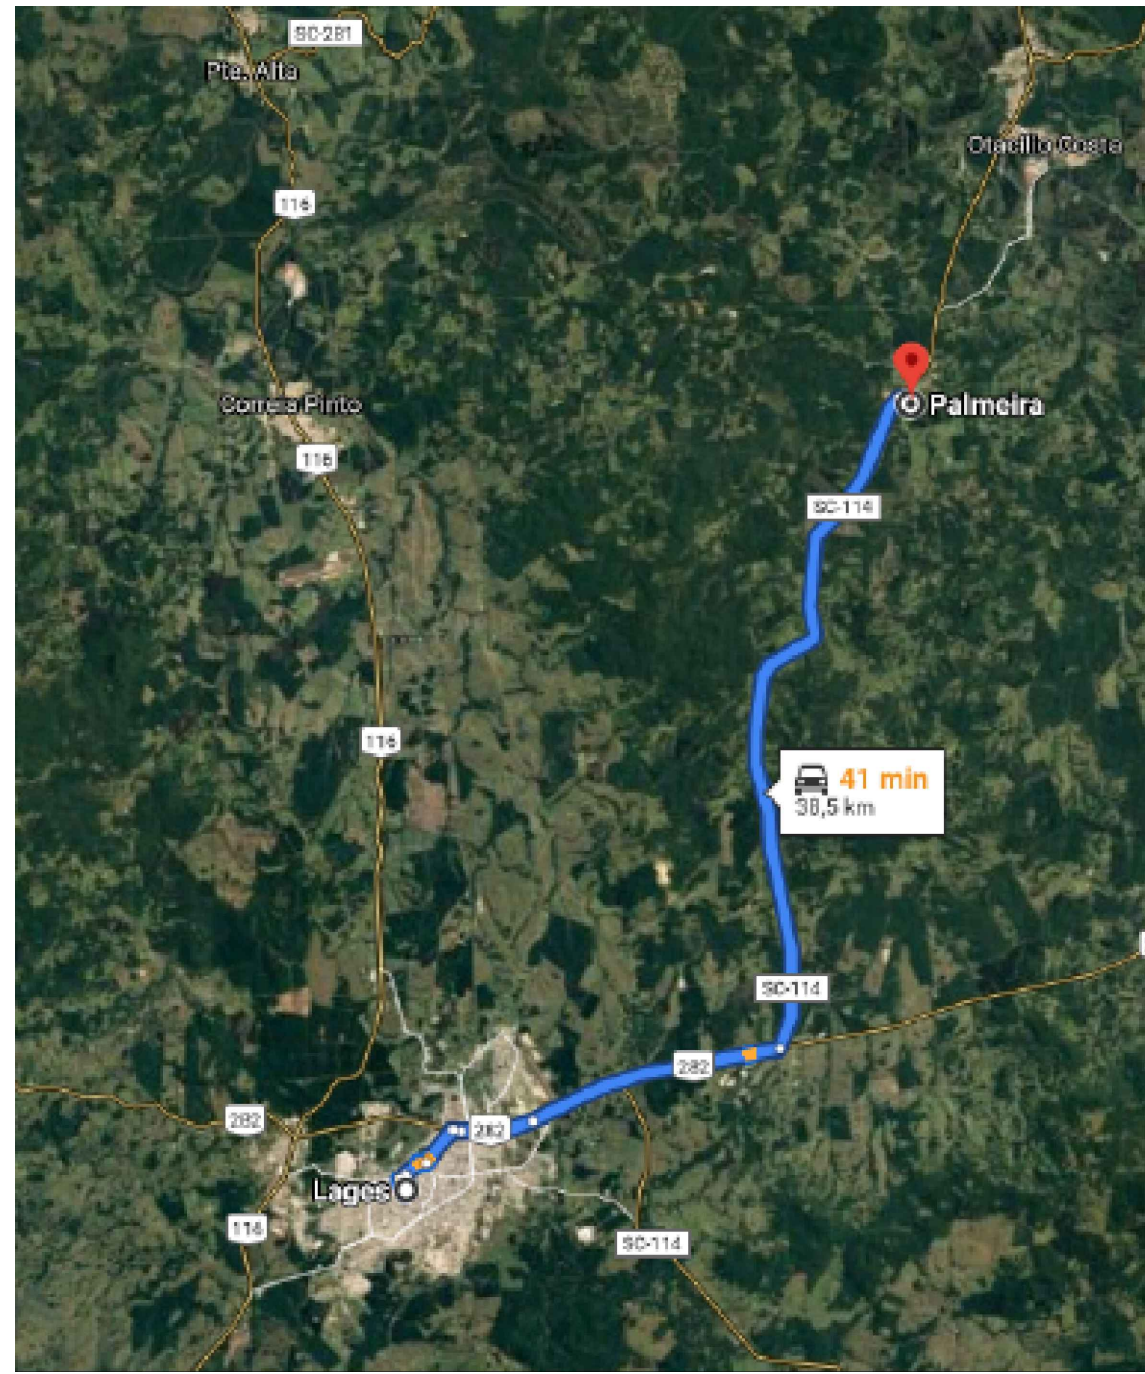 SC-281
Pte. Alta
Otacílio Costa
116
Correia Pinto
Palmeira
116
SC-114
116
41 min
38,5 km
SC-114
282
282
282
Lages
116
SC-114